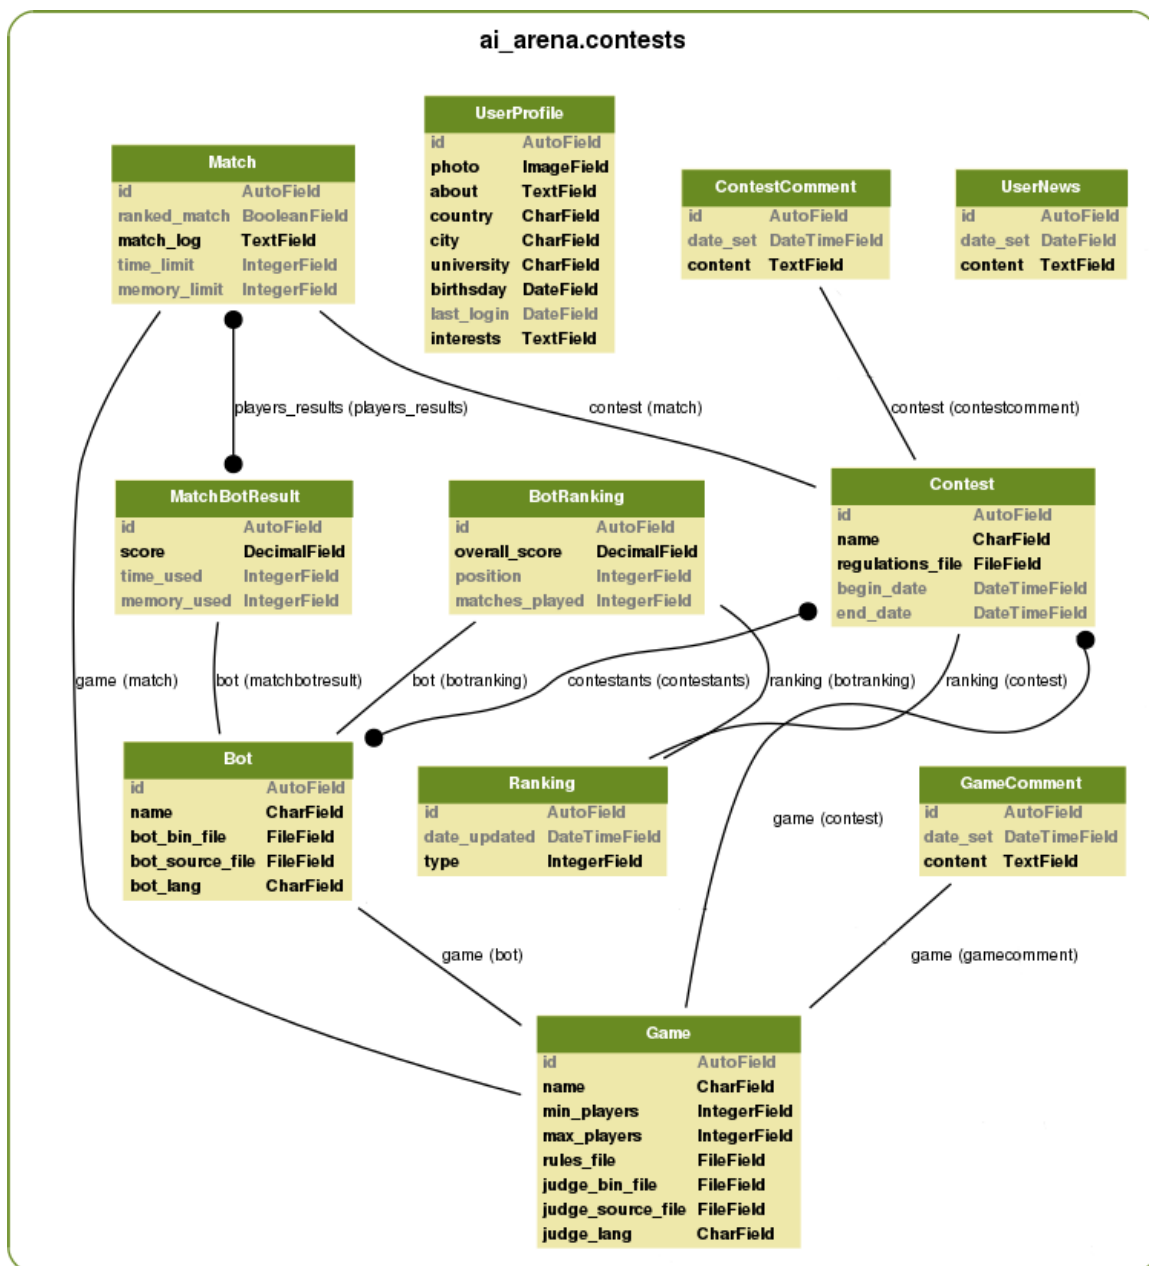 ai_arena.contests
UserProfile
id AutoField
photo ImageField
about TextField
country CharField
city CharField
university CharField
birthsday DateField
last_login DateField
interests TextField
Match
id AutoField
ranked_match BooleanField
match_log TextField
time_limit IntegerField
memory_limit IntegerField
ContestComment
id AutoField
date_set DateTimeField
content TextField
UserNews
id AutoField
date_set DateField
content TextField
players_results (players_results)
contest (match)
contest (contestcomment)
MatchBotResult
id AutoField
score DecimalField
time_used IntegerField
memory_used IntegerField
BotRanking
id AutoField
overall_score DecimalField
position IntegerField
matches_played IntegerField
Contest
id AutoField
name CharField
regulations_file FileField
begin_date DateTimeField
end_date DateTimeField
game (match)
bot (matchbotresult)
bot (botranking)
contestants (contestants)
ranking (botranking)
ranking (contest)
Bot
id AutoField
name CharField
bot_bin_file FileField
bot_source_file FileField
bot_lang CharField
Ranking
id AutoField
date_updated DateTimeField
type IntegerField
game (contest)
GameComment
id AutoField
date_set DateTimeField
content TextField
game (bot)
game (gamecomment)
Game
id AutoField
name CharField
min_players IntegerField
max_players IntegerField
rules_file FileField
judge_bin_file FileField
judge_source_file FileField
judge_lang CharField